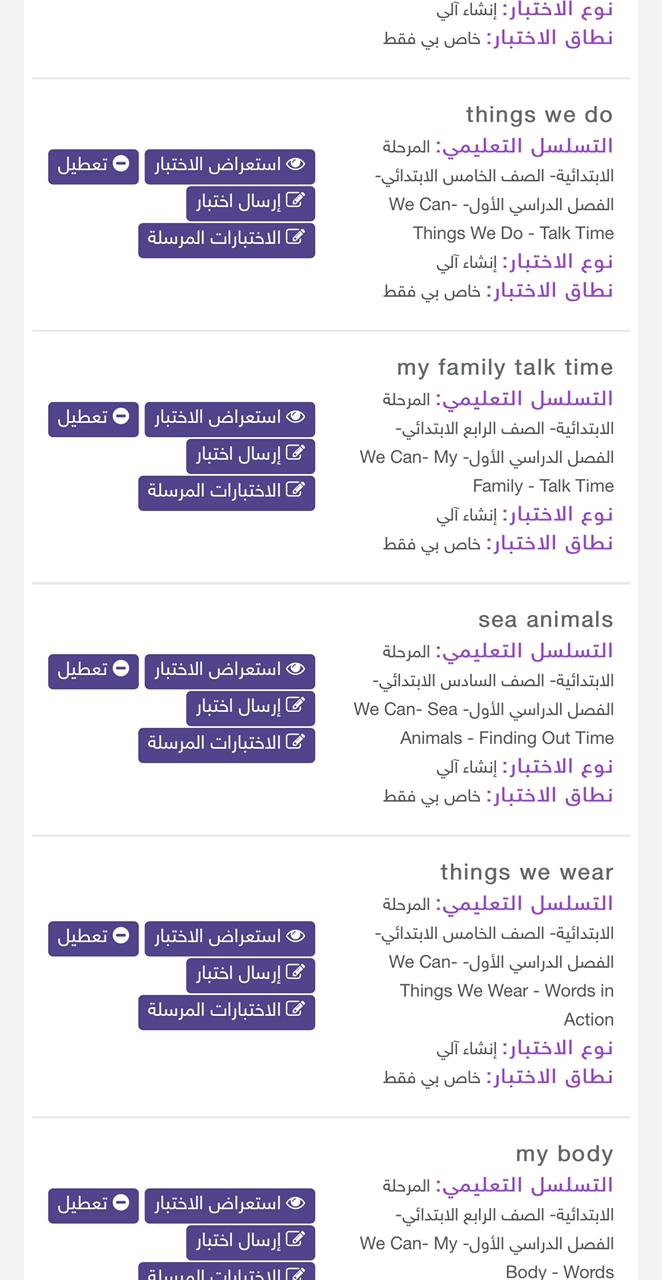 نوع الاختبار: إنشاء آلي
نطاق الاختبار: خاص بي فقط
things we do
التسلسل التعليمي: المرحلة
الابتدائية- الصف الخامس الابتدائي-
الفصل الدراسي الأول- We Can-
Things We Do - Talk Time
نوع الاختبار: إنشاء آلي
نطاق الاختبار: خاص بي فقط
استعراض الاختبار تعطيل
إرسال اختبار
الاختبارات المرسلة
my family talk time
التسلسل التعليمي: المرحلة
الابتدائية- الصف الرابع الابتدائي-
الفصل الدراسي الأول- We Can- My
Family - Talk Time
نوع الاختبار: إنشاء آلي
نطاق الاختبار: خاص بي فقط
استعراض الاختبار تعطيل
إرسال اختبار
الاختبارات المرسلة
sea animals
التسلسل التعليمي: المرحلة
الابتدائية- الصف السادس الابتدائي-
الفصل الدراسي الأول- We Can- Sea
Animals - Finding Out Time
نوع الاختبار: إنشاء آلي
نطاق الاختبار: خاص بي فقط
استعراض الاختبار تعطيل
إرسال اختبار
الاختبارات المرسلة
things we wear
التسلسل التعليمي: المرحلة
الابتدائية- الصف الخامس الابتدائي-
الفصل الدراسي الأول- We Can-
Things We Wear - Words in
Action
نوع الاختبار: إنشاء آلي
نطاق الاختبار: خاص بي فقط
استعراض الاختبار تعطيل
إرسال اختبار
الاختبارات المرسلة
my body
التسلسل التعليمي: المرحلة
الابتدائية- الصف الرابع الابتدائي-
الفصل الدراسي الأول- We Can- My
Body - Words
استعراض الاختبار تعطيل
إرسال اختبار
الاختبارات المرسلة